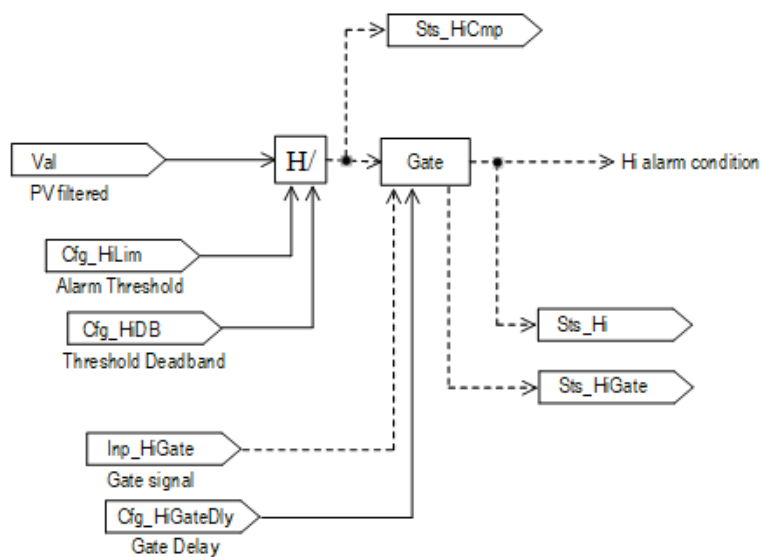 Sts_HiCmp
Val
H/
Gate
Hi alarm condition
PV filtered
Cfg_HiLim
Alarm Threshold
Cfg_HiDB
Sts_Hi
Threshold Deadband
Sts_HiGate
Inp_HiGate
Gate signal
Cfg_HiGateDly
Gate Delay